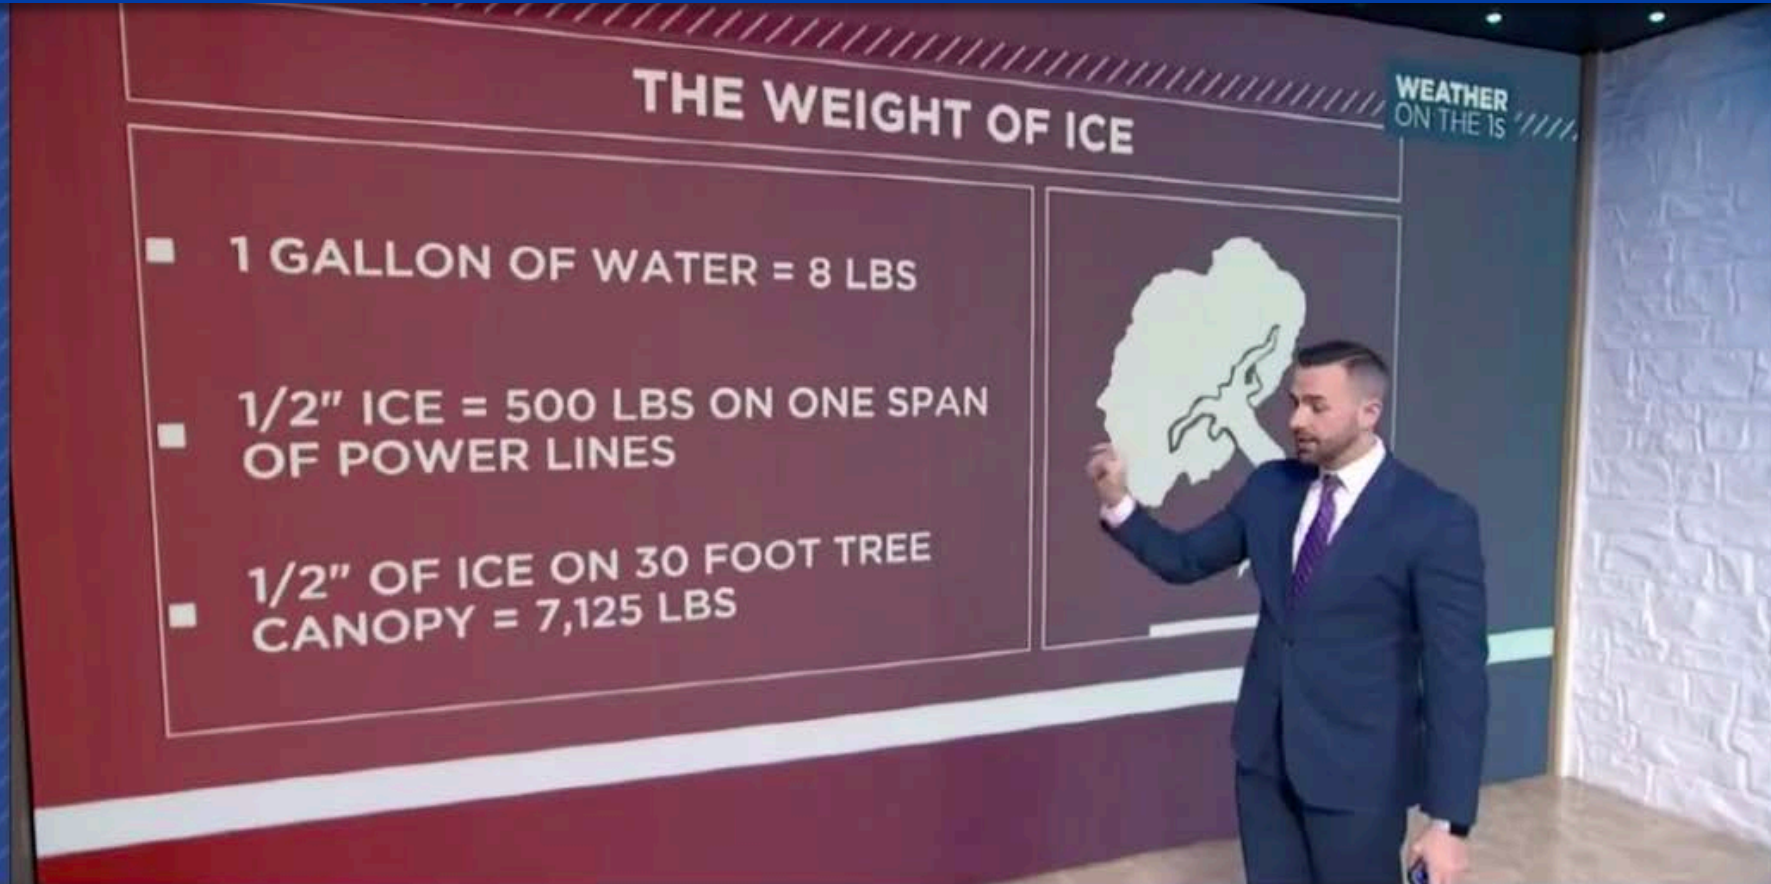 THE WEIGHT OF ICE
WEATHER
ON THE 1s
1 GALLON OF WATER = 8 LBS
1/2" ICE = 500 LBS ON ONE SPAN
OF POWER LINES
1/2" OF ICE ON 30 FOOT TREE
CANOPY = 7,125 LBS